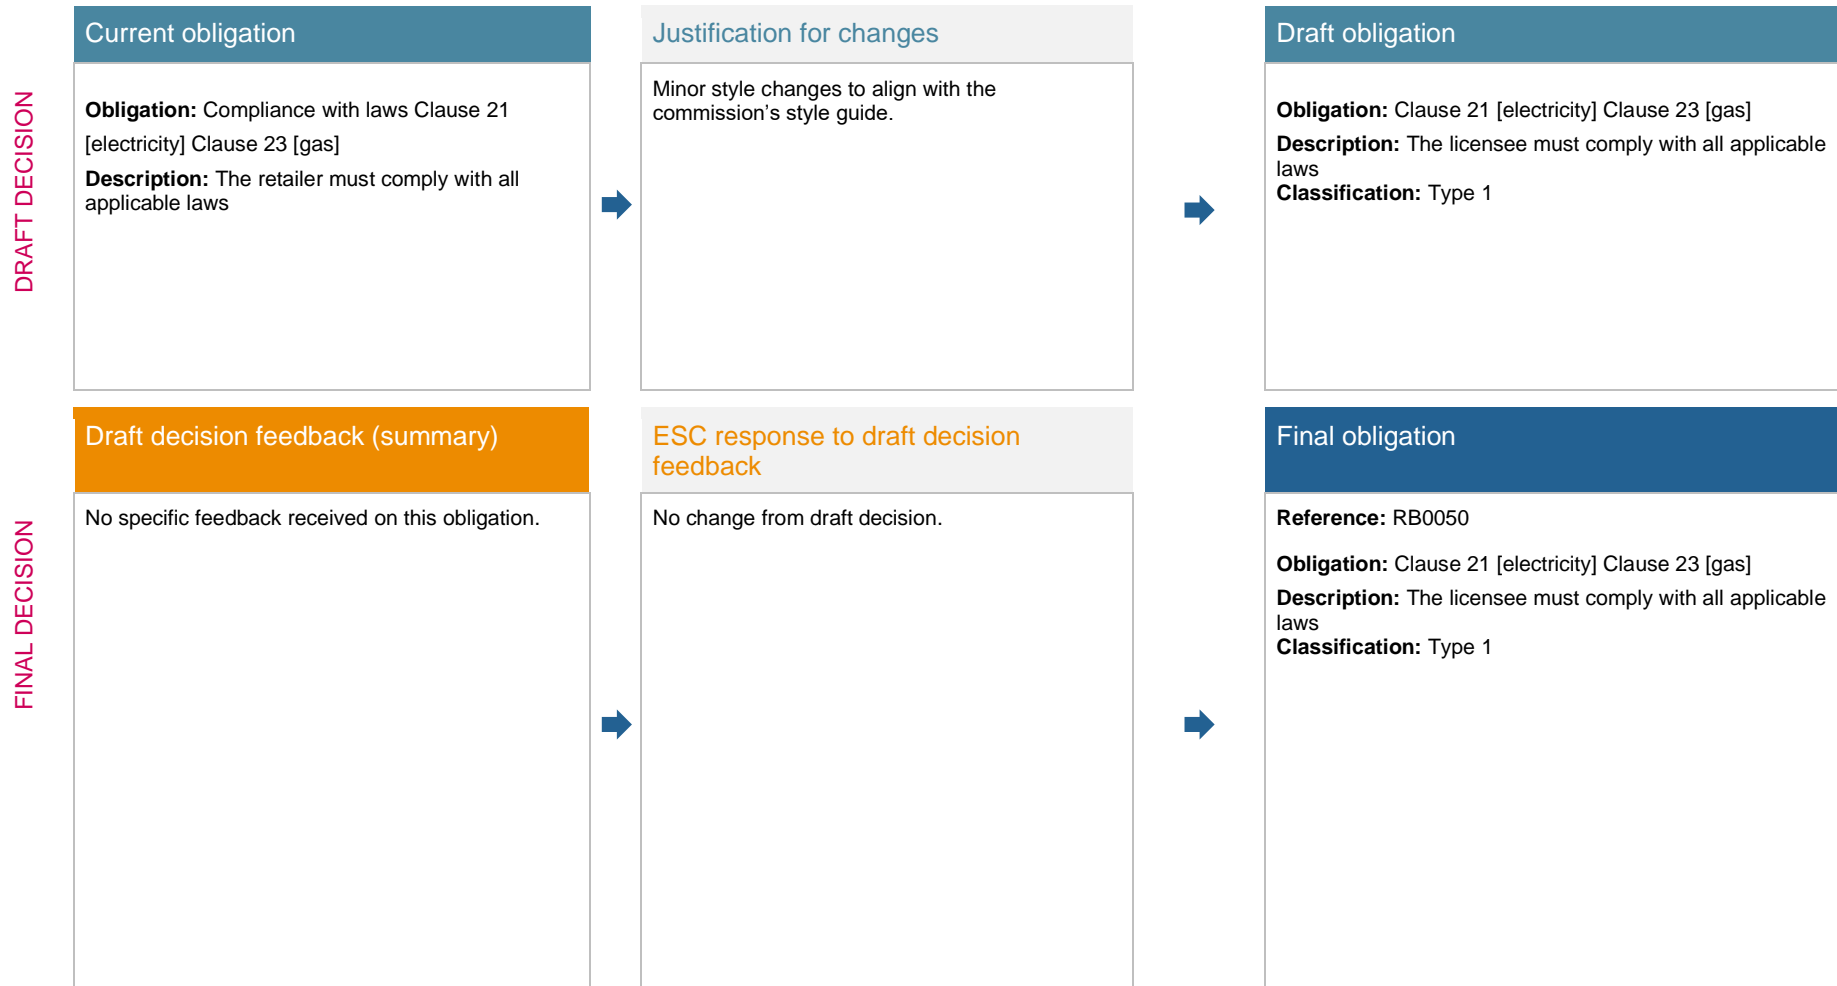 DRAFT DECISION
Current obligation
Obligation: Compliance with laws Clause 21
[electricity] Clause 23 [gas]
Description: The retailer must comply with all
applicable laws
Justification for changes
Minor style changes to align with the
commission’s style guide.
Draft obligation
Obligation: Clause 21 [electricity] Clause 23 [gas]
Description: The licensee must comply with all applicable
laws
Classification: Type 1
FINAL DECISION
Draft decision feedback (summary)
No specific feedback received on this obligation.
ESC response to draft decision
feedback
No change from draft decision.
Final obligation
Reference: RB0050
Obligation: Clause 21 [electricity] Clause 23 [gas]
Description: The licensee must comply with all applicable
laws
Classification: Type 1